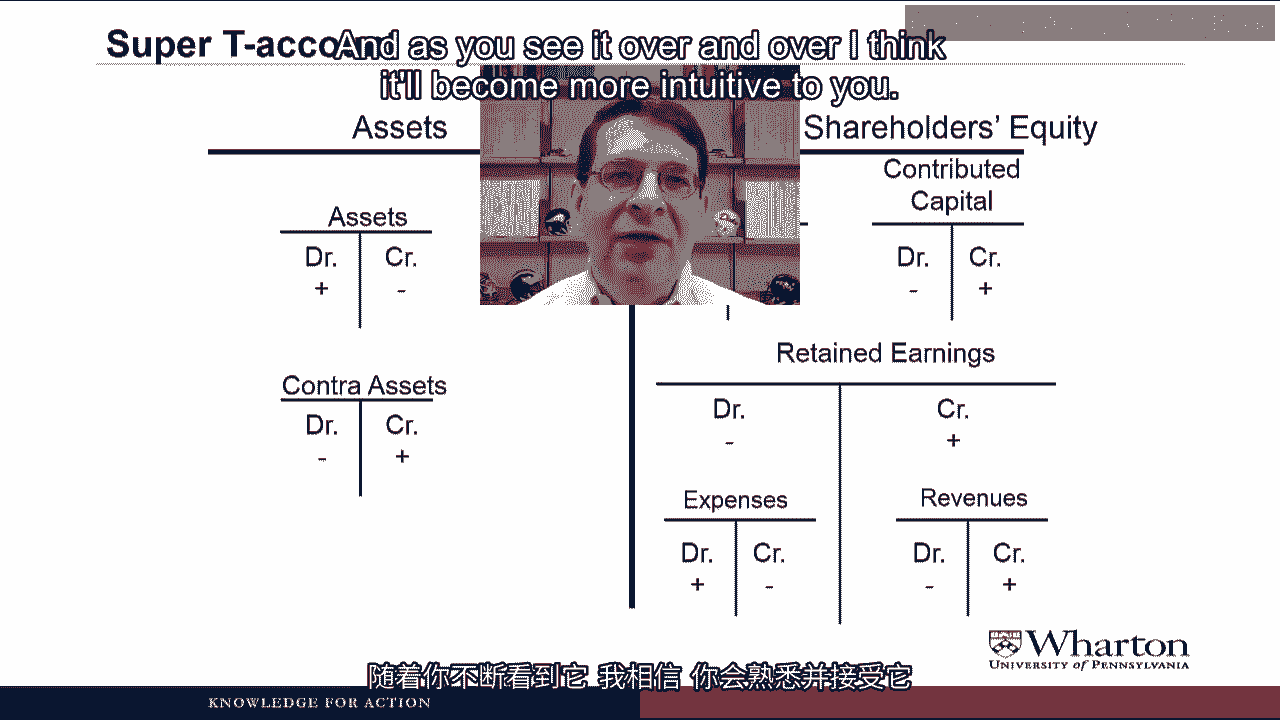 Super T-acco
And as you see it over and over I think
it'll become more intuitive to you.
Assets
Shareholders' Equity
Contributed
Capital
Assets
Dr.
Cr.
Dr.
Cr.
+
-
-
+
Retained Earnings
Contra Assets
Dr.
Cr.
Dr.
Cr.
-
+
-
+
Expenses
Revenues
Dr.
Cr.
Dr.
Cr.
+
-
-
+
Wharton
UNIVERSITY of PENNSYLVANIA
随着你不断看到它 我相信 你会熟悉并接受它
KNOWLEDGE FOR ACTION